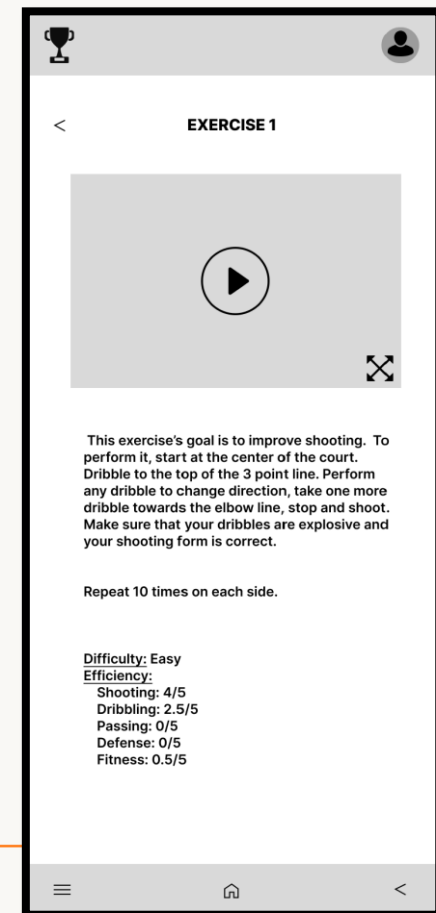 EXERCISE 1
This exercise's goal is to improve shooting.  To
perform it, start at the center of the court.
Dribble to the top of the 3 point line. Perform
any dribble to change direction, take one more
dribble towards the elbow line, stop and shoot.
Make sure that your dribbles are explosive and
your shooting form is correct.
Repeat 10 times on each side.
Difficulty: Easy
Efficiency:
Shooting: 4/5
Dribbling: 2.5/5
Passing: 0/5
Defense: 0/5
Fitness: 0.5/5